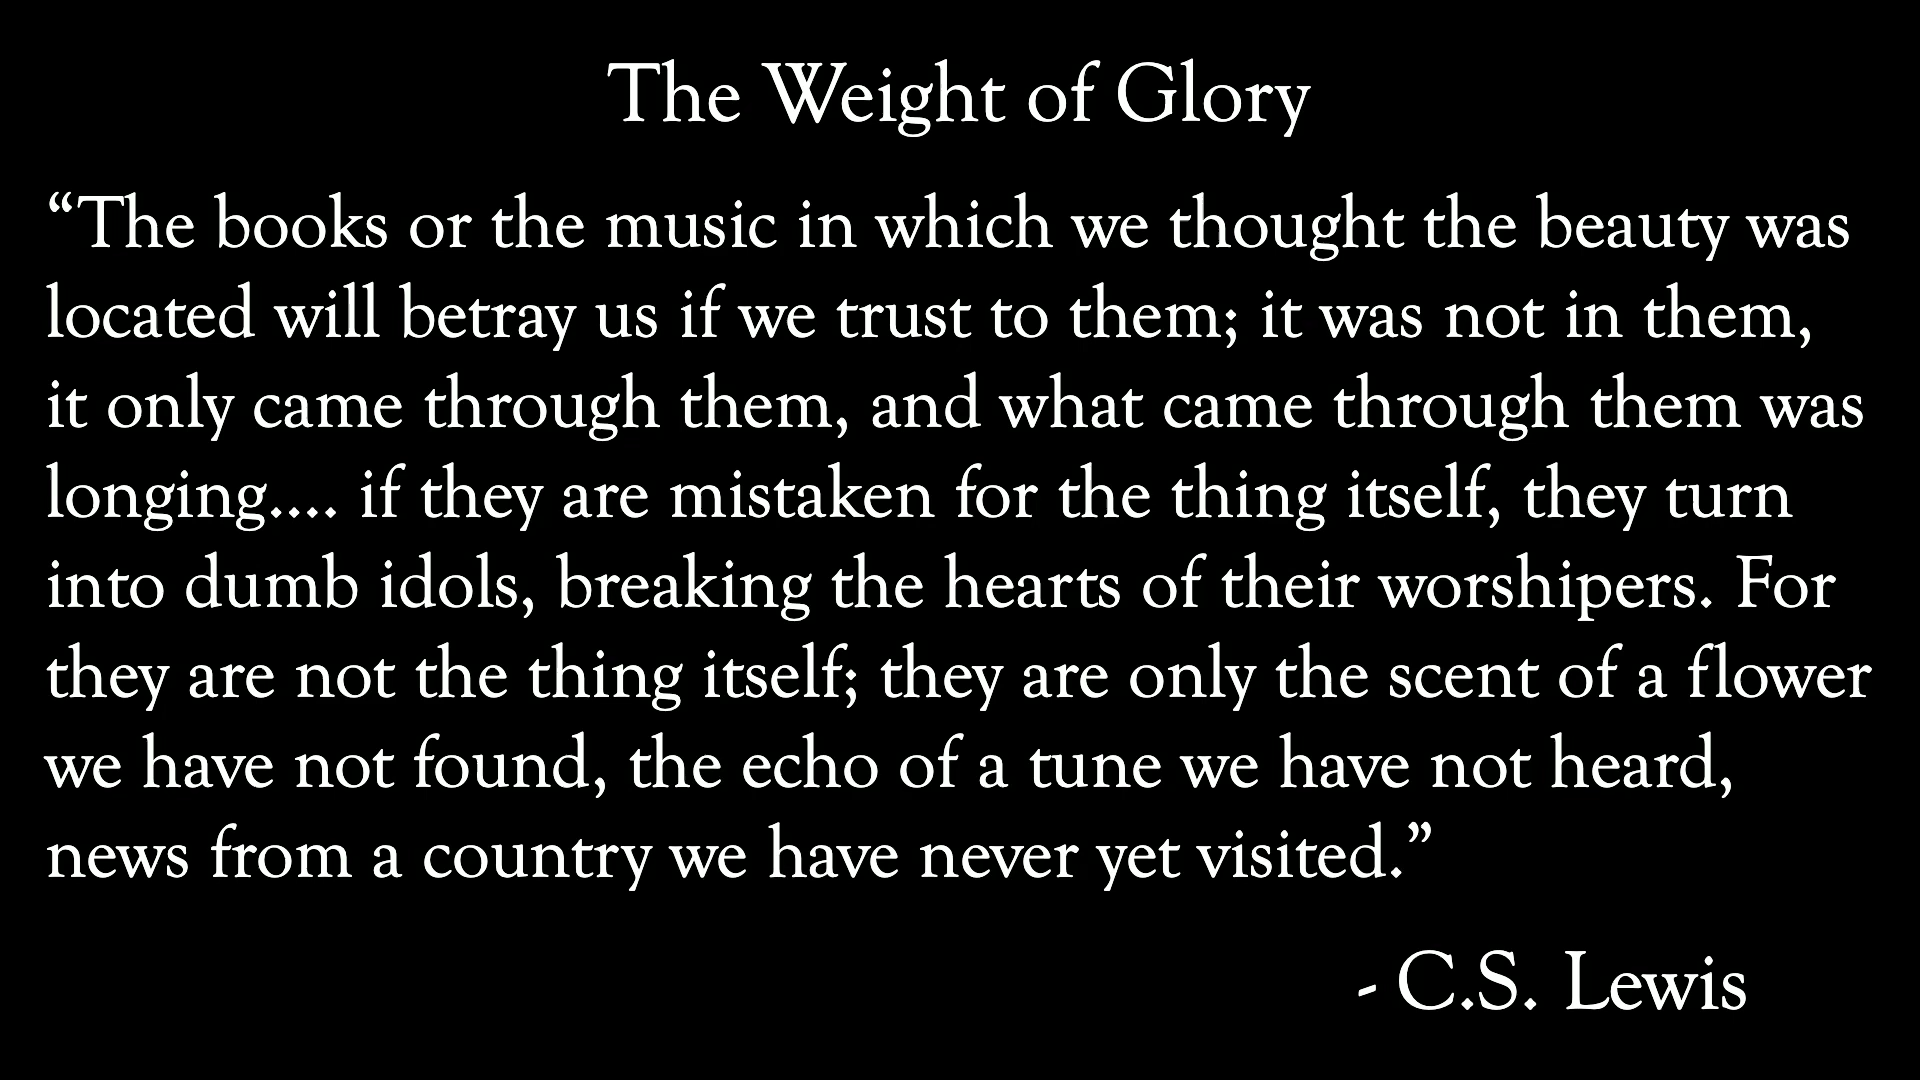 The Weight of Glory
“The books or the music in which we thought the beauty was
located will betray us if we trust to them; it was not in them,
it only came through them, and what came through them was
longing.... if they are mistaken for the thing itself, they turn
into dumb idols, breaking the hearts of their worshipers. For
they are not the thing itself; they are only the scent of a flower
we have not found, the echo of a tune we have not heard,
news from a country we have never yet visited.”
- C.S. Lewis